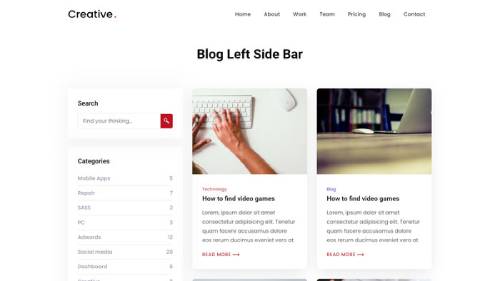 Creative.
Home About Work Team Pricing Blog Contact
Blog Left Side Bar
Search
Find your thinking...
Categories
Mobile Apps 5
Repair 7
SASS 2
PC 3
Adwords 12
Social media 29
Dashboard 6
Technology
How to find video games
Lorem, ipsum dolor sit amet
consectetur adipisicing elit. Tenetur
quam facere accusamus dolore
eos rerum ducimus eveniet vero at
READ MORE ⟶
Blog
How to find video games
Lorem, ipsum dolor sit amet
consectetur adipisicing elit. Tenetur
quam facere accusamus dolore
eos rerum ducimus eveniet vero at
READ MORE ⟶